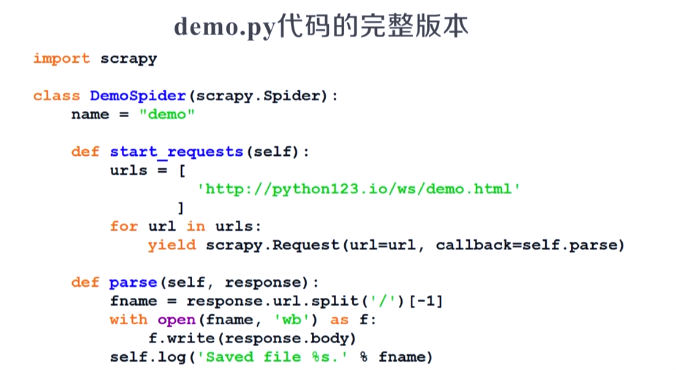 demo.py代码的完整版本
import scrapy
class DemoSpider(scrapy.Spider):
    name = "demo"
    def start_requests(self):
        urls = [
                 'http://python123.io/ws/demo.html'
               ]
        for url in urls:
            yield scrapy.Request(url=url, callback=self.parse)
    def parse(self, response):
        fname = response.url.split('/')[-1]
        with open(fname, 'wb') as f:
            f.write(response.body)
        self.log('Saved file %s.' % fname)